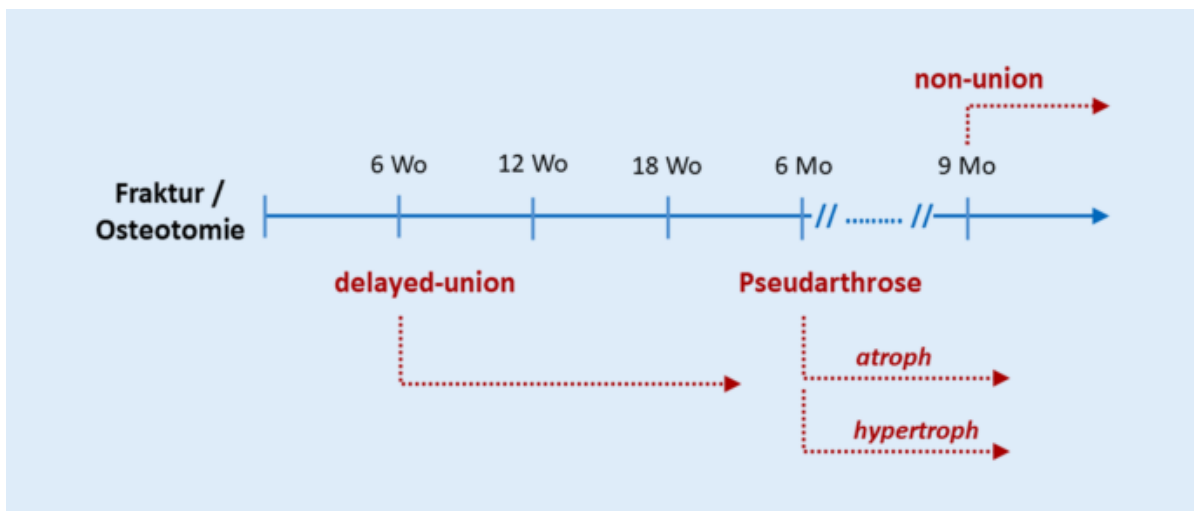 non-union
6 Wo 12 Wo 18 Wo 6 Mo 9 Mo
Fraktur /
Osteotomie
// ......... //
delayed-union Pseudarthrose
atroph
hypertroph